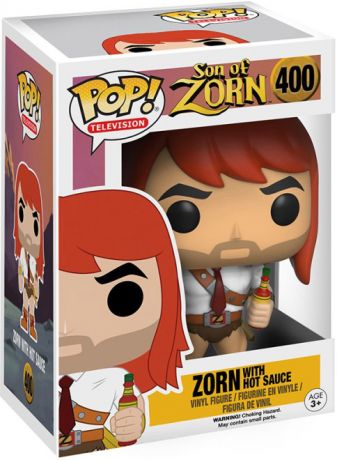 POP!
TELEVISION
Son of
ZORN
400
ZORN WITH HOT SAUCE
400
ZORN WITH
HOT SAUCE
VINYL FIGURE / FIGURINE EN VINYLE /
FIGURA DE VINIL
AGE
3+
WARNING! Choking Hazard.
May contain small parts.